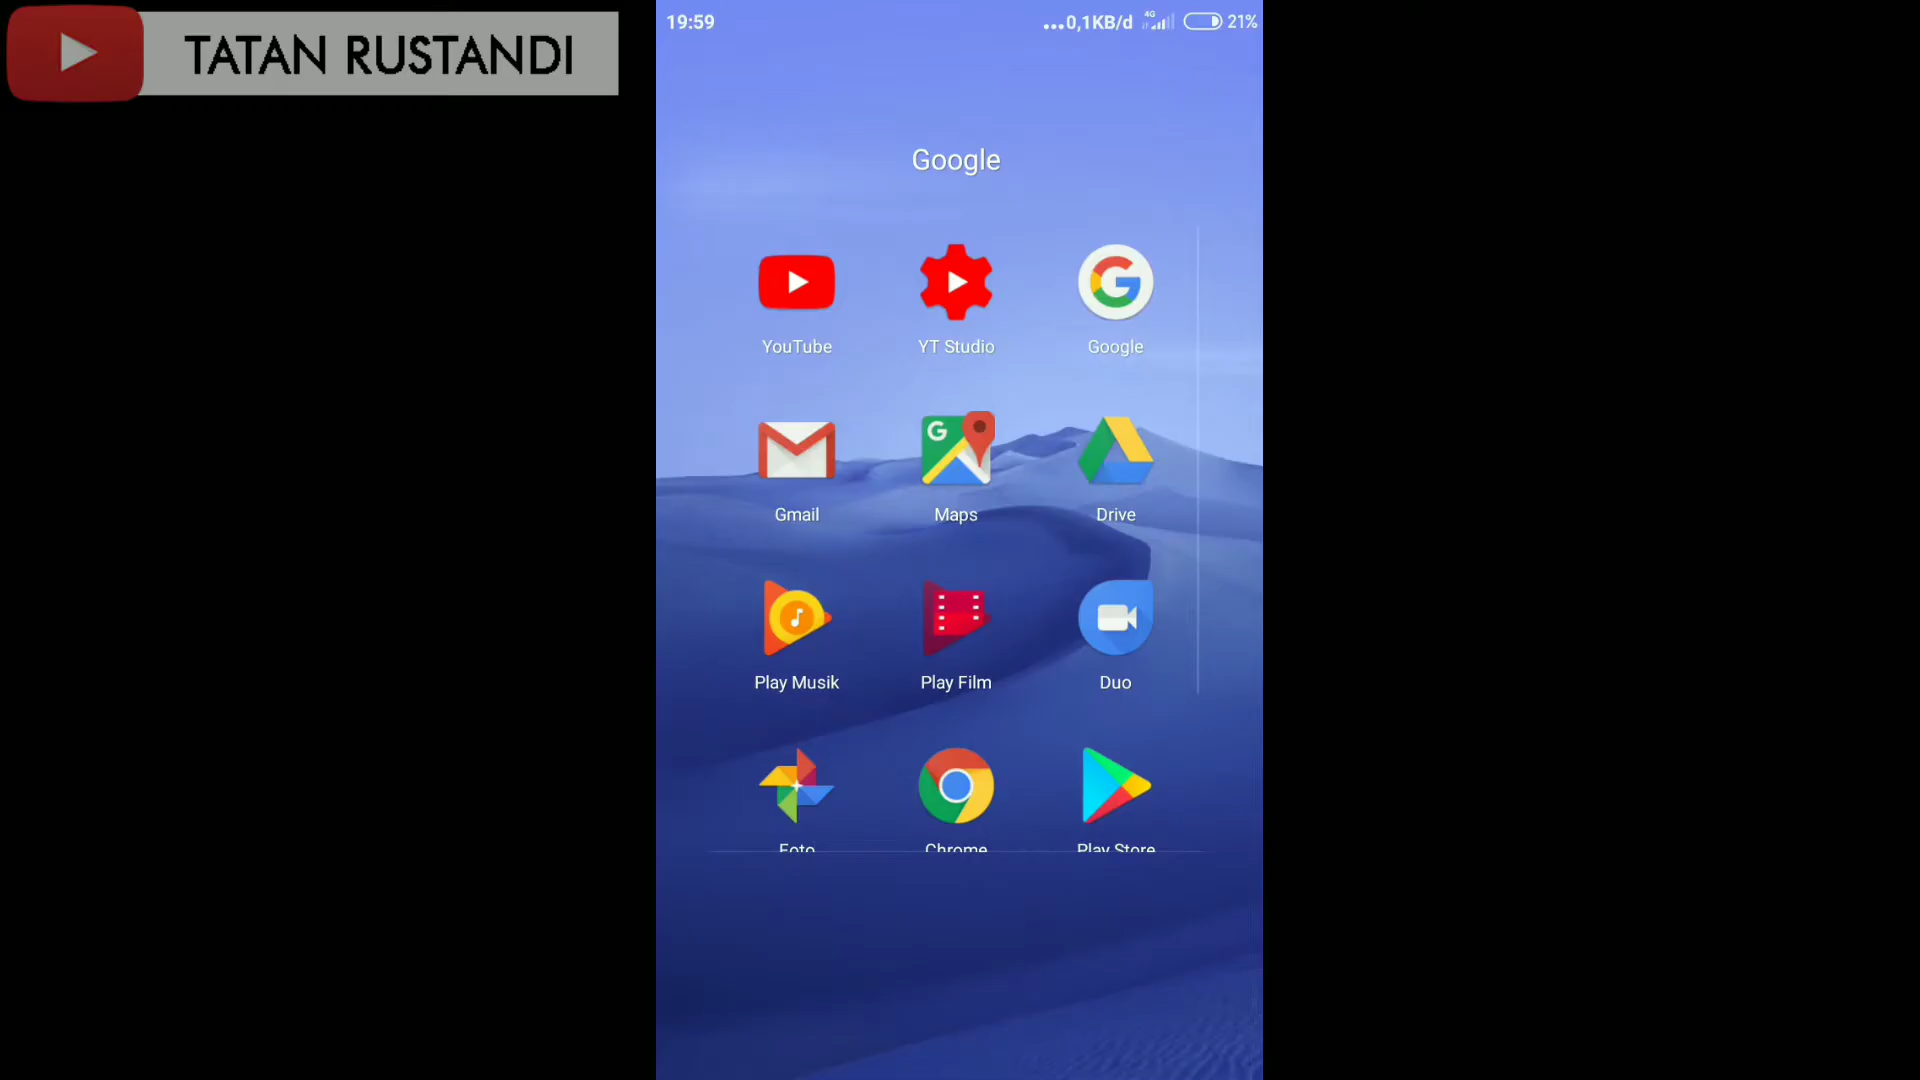 TATAN RUSTANDI
19:59
...0,1KB/d 4G 21%
Google
YouTube YT Studio Google
G
Gmail Maps Drive
Play Musik Play Film Duo
Foto Chrome Play Store